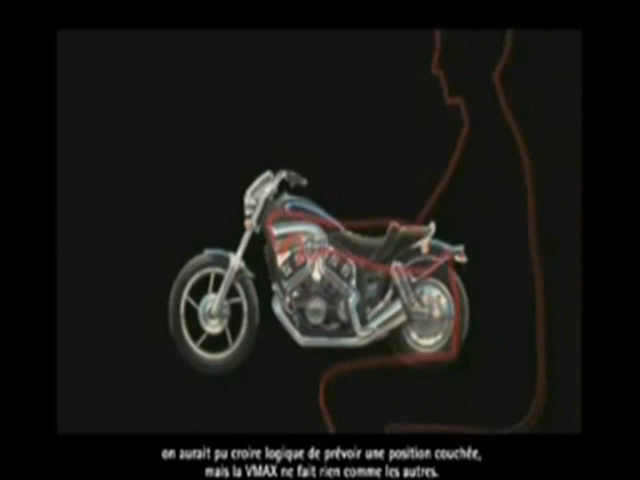 on aurait pu croire logique de prévoir une position couchée,
mais la VMAX ne fait rien comme les autres.